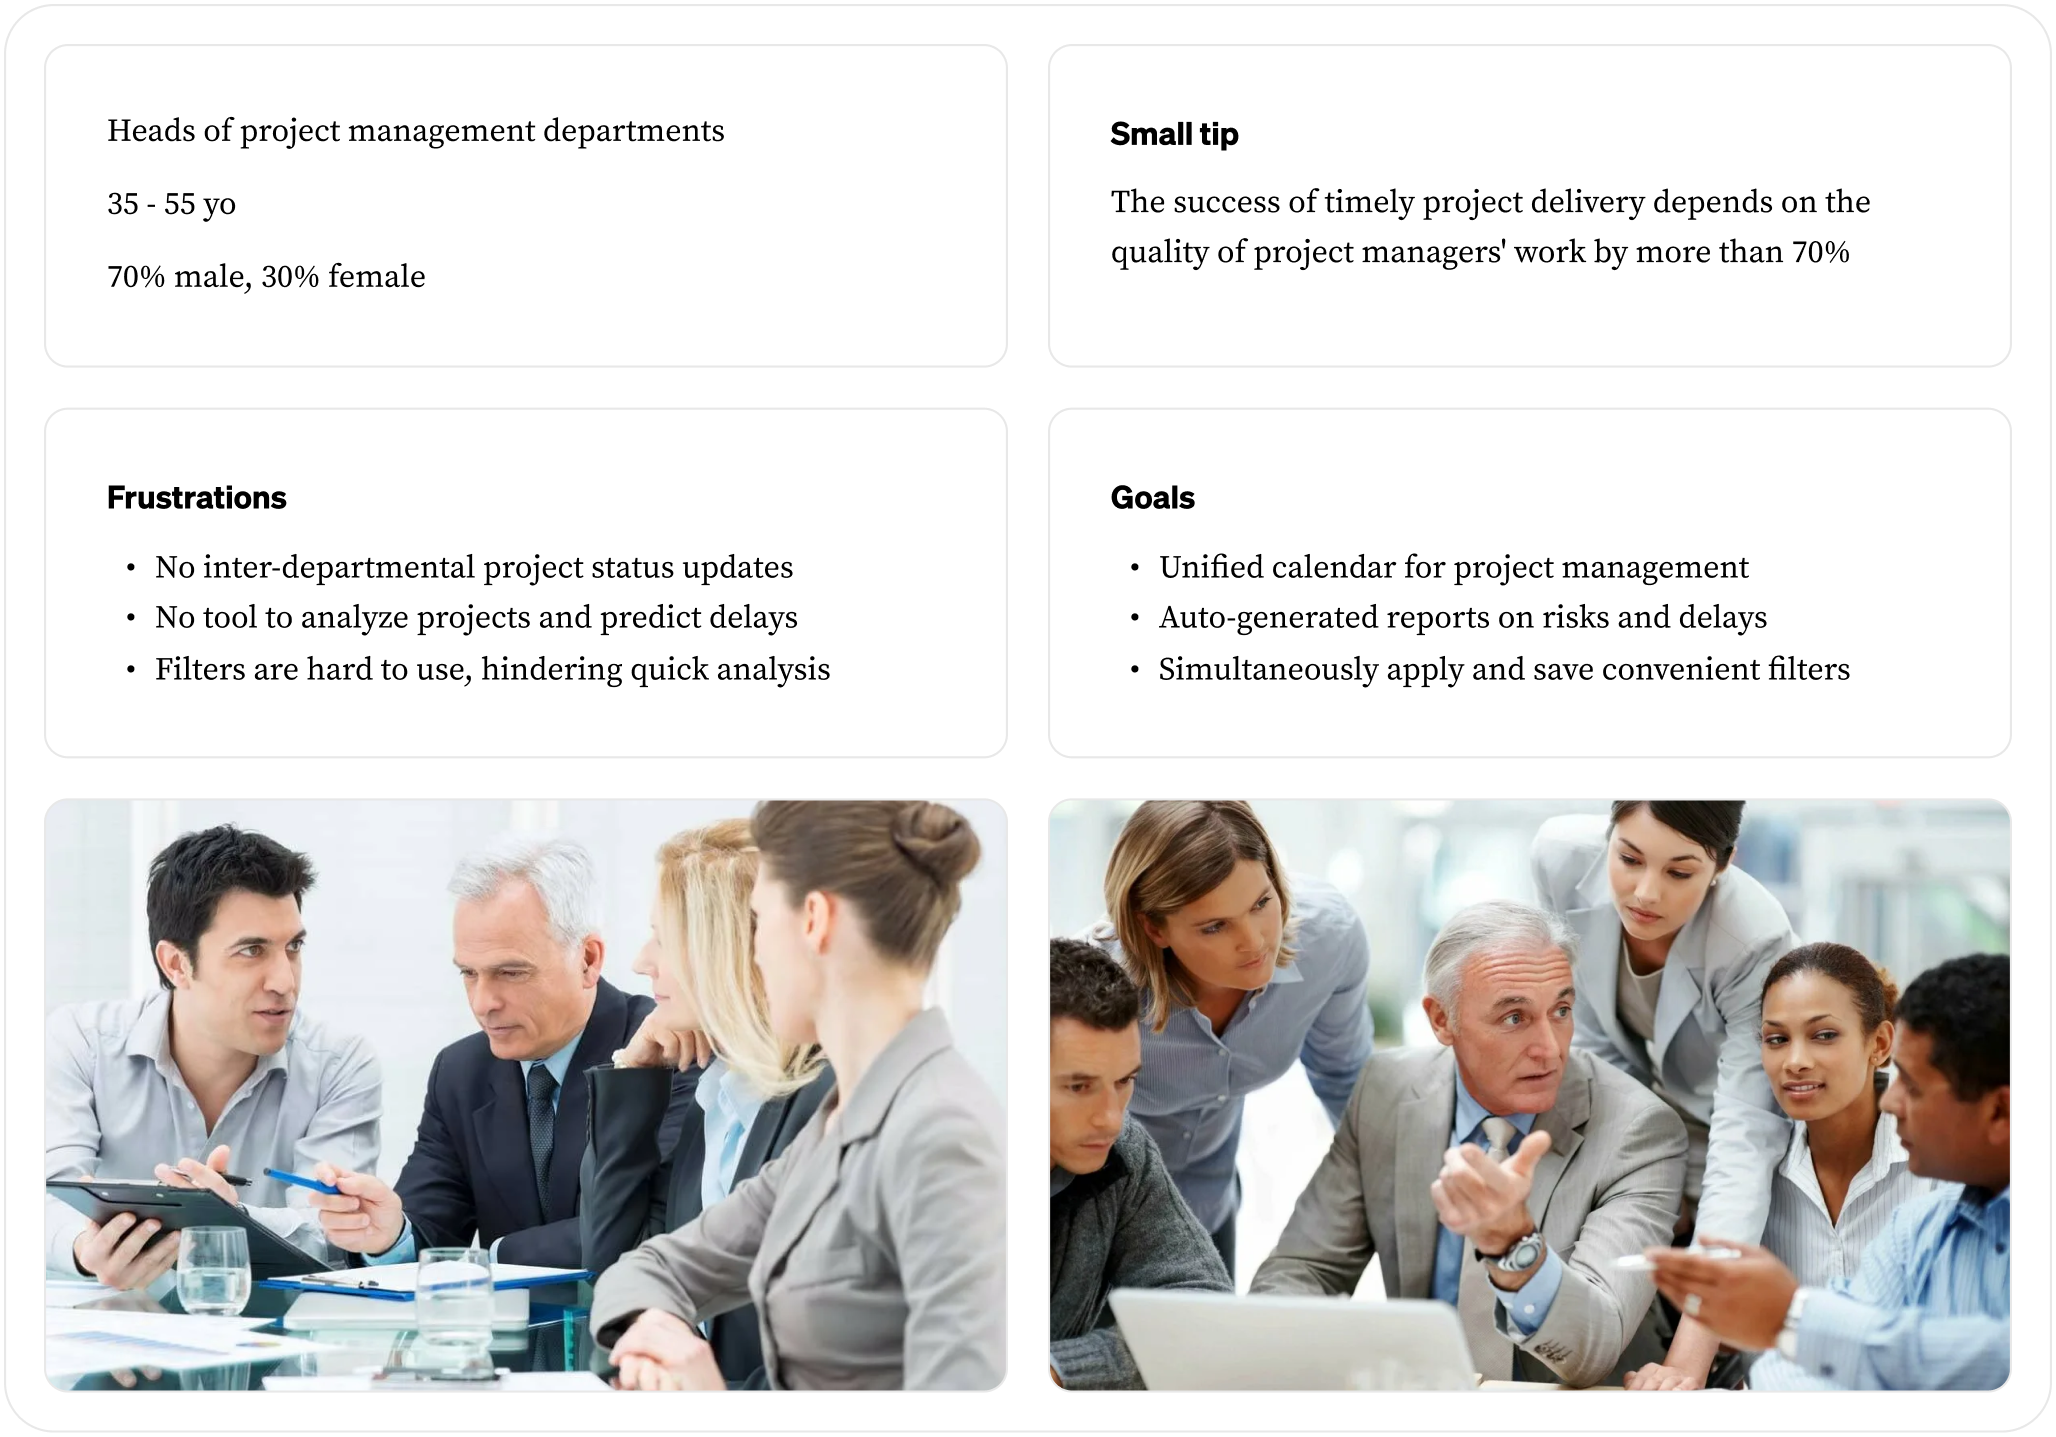 Heads of project management departments
35 - 55 yo
70% male, 30% female
Small tip
The success of timely project delivery depends on the
quality of project managers' work by more than 70%
Frustrations
• No inter-departmental project status updates
• No tool to analyze projects and predict delays
• Filters are hard to use, hindering quick analysis
Goals
• Unified calendar for project management
• Auto-generated reports on risks and delays
• Simultaneously apply and save convenient filters